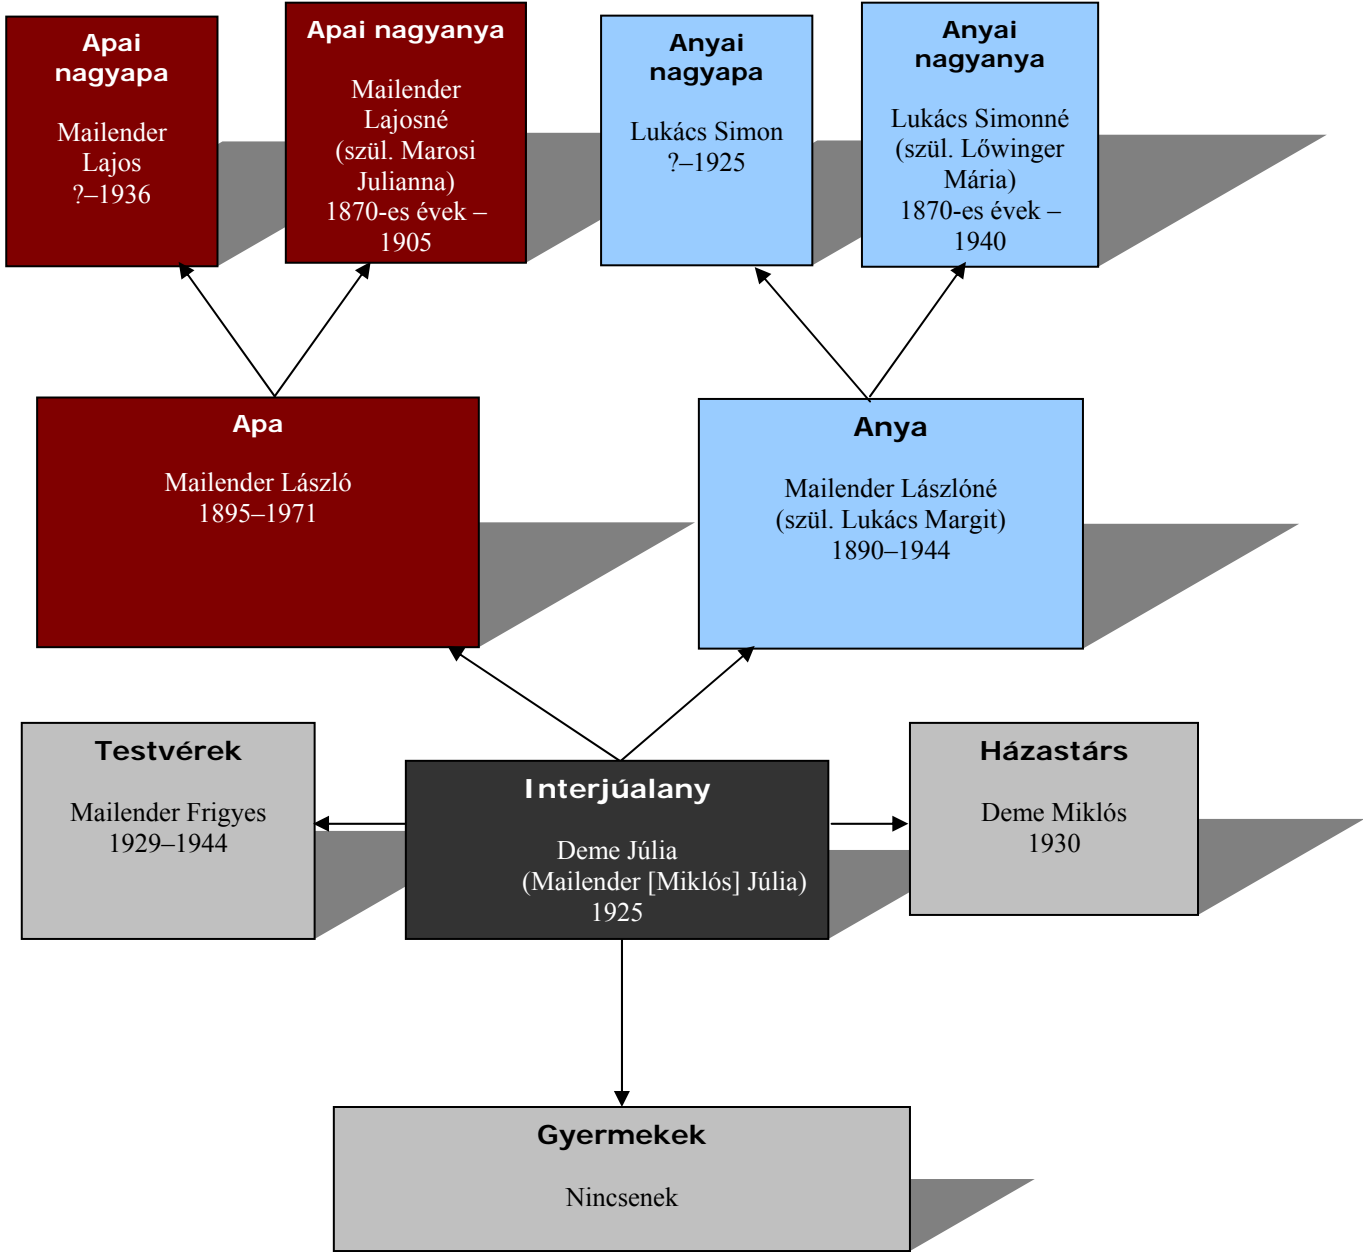 Apai
nagyapa
Mailender
Lajos
?–1936
Apai nagyanya
Mailender
Lajosné
(szül. Marosi
Julianna)
1870-es évek –
1905
Anyai
nagyapa
Lukács Simon
?–1925
Anyai
nagyanya
Lukács Simonné
(szül. Lőwinger
Mária)
1870-es évek –
1940
Apa
Mailender László
1895–1971
Anya
Mailender Lászlóné
(szül. Lukács Margit)
1890–1944
Testvérek
Mailender Frigyes
1929–1944
Interjúalany
Deme Júlia
(Mailender [Miklós] Júlia)
1925
Házastárs
Deme Miklós
1930
Gyermekek
Nincsenek